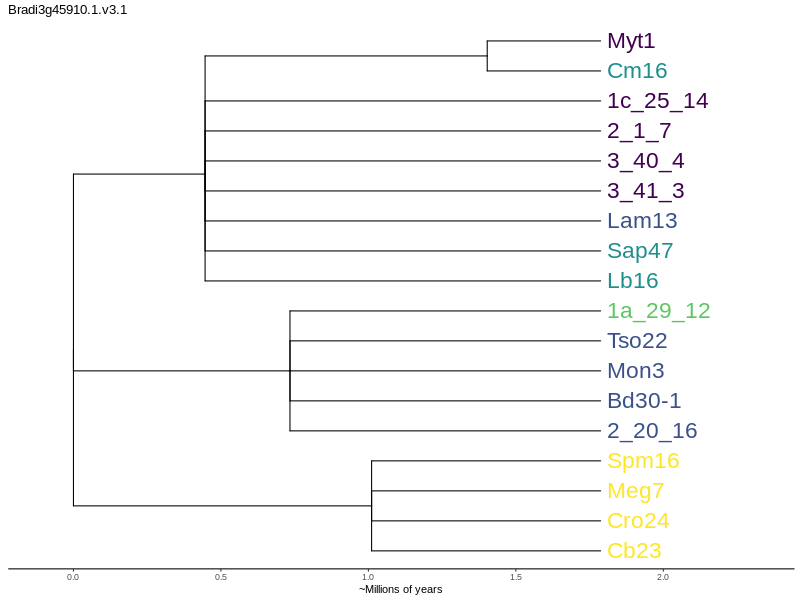 Bradi3g45910.1.v3.1
Myt1
Cm16
1c_25_14
2_1_7
3_40_4
3_41_3
Lam13
Sap47
Lb16
1a_29_12
Tso22
Mon3
Bd30-1
2_20_16
Spm16
Meg7
Cro24
Cb23
0.0 0.5 1.0 1.5 2.0
~Millions of years